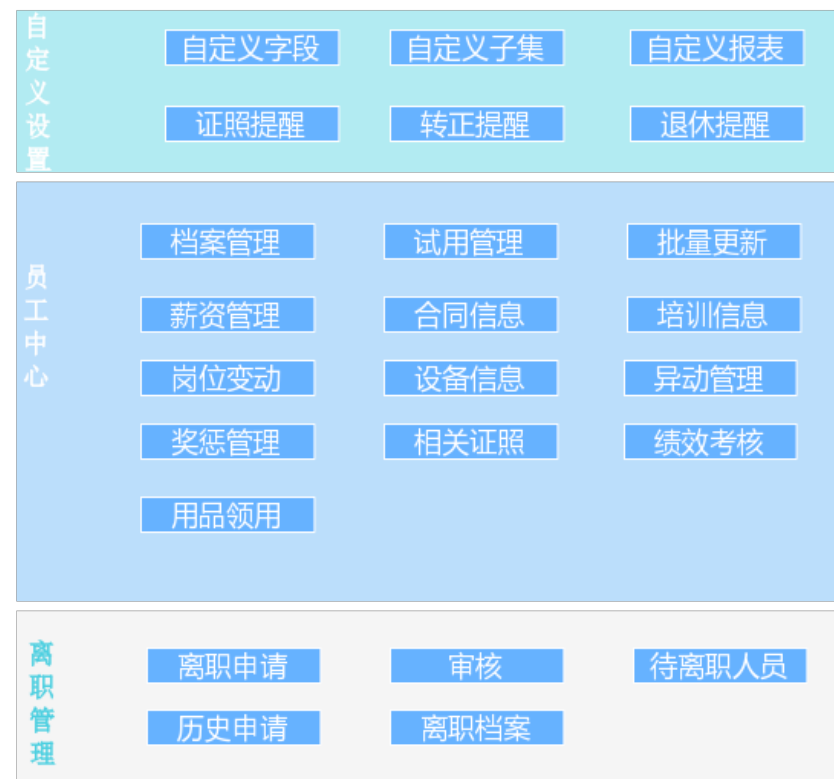 自定义设置
自定义字段 自定义子集 自定义报表
证照提醒 转正提醒 退休提醒
员工中心
档案管理 试用管理 批量更新
薪资管理 合同信息 培训信息
岗位变动 设备信息 异动管理
奖惩管理 相关证照 绩效考核
用品领用
离职管理
离职申请 审核 待离职人员
历史申请 离职档案